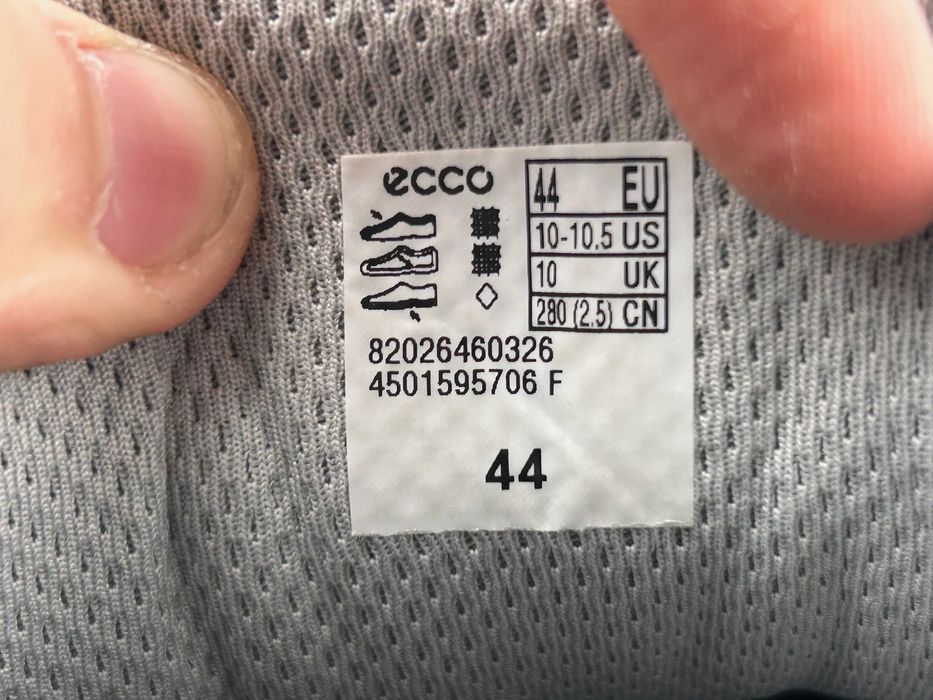 ecco
44 EU
10-10.5 US
10 UK
280 (2.5) CN
82026460326
4501595706 F
44